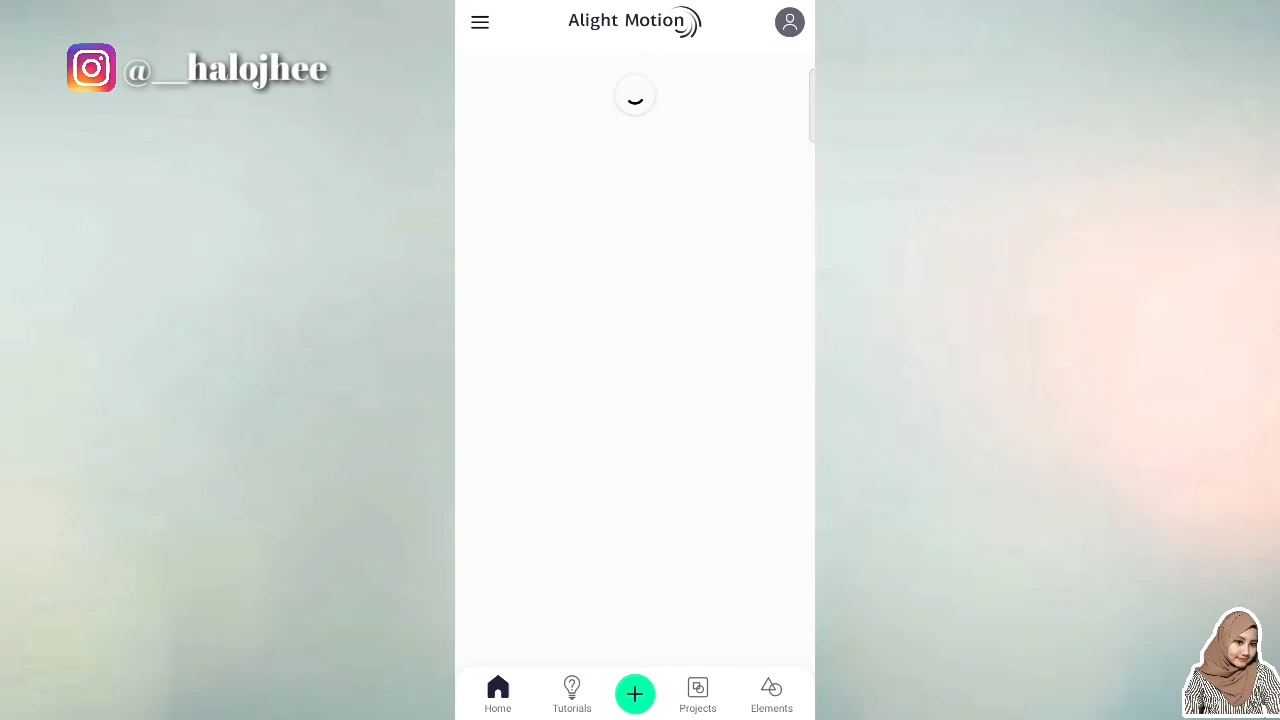 Alight Motion
@__halojhee
Home
Tutorials
Projects
Elements